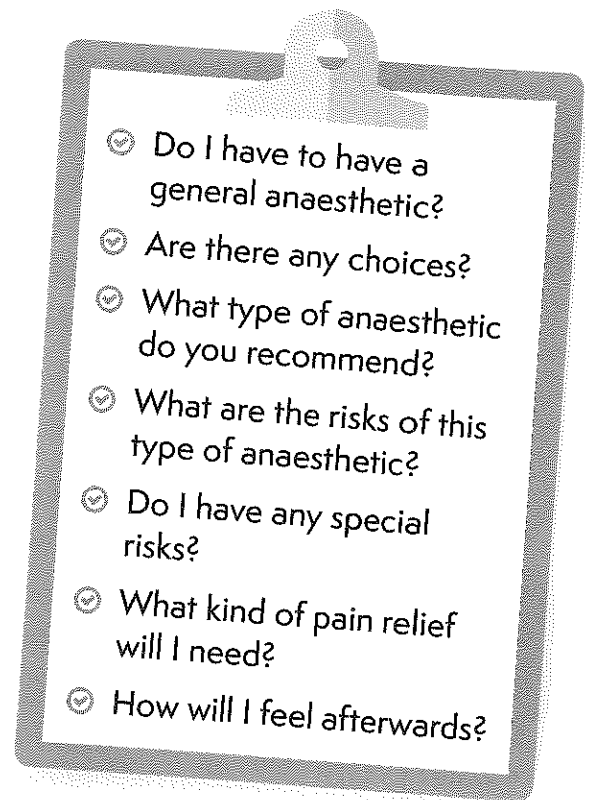 Do I have to have a
general anaesthetic?
Are there any choices?
What type of anaesthetic
do you recommend?
What are the risks of this
type of anaesthetic?
Do I have any special
risks?
What kind of pain relief
will I need?
How will I feel afterwards?